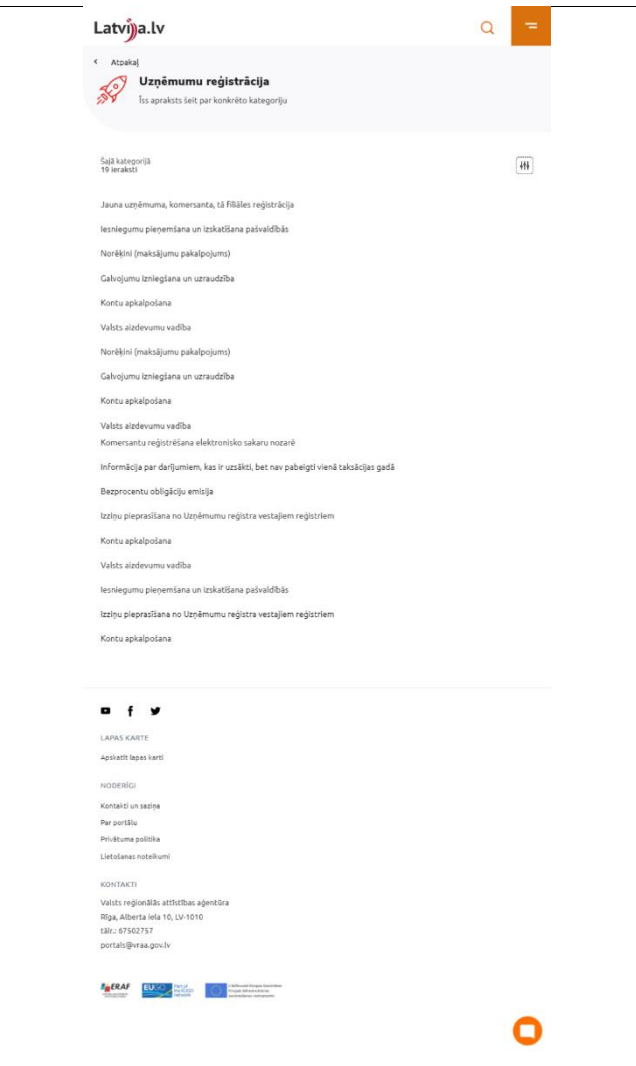 Latvija.lv
Atpakaļ
Uzņēmumu reģistrācija
Īss apraksts šeit par konkrēto kategoriju
Šajā kategorijā
19 ieraksti
Jauna uzņēmuma, komersanta, tā filiāles reģistrācija
Iesniegumu pieņemšana un izskatīšana pašvaldībās
Norēķini (maksājumu pakalpojums)
Galvojumu izniegšana un uzraudzība
Kontu apkalpošana
Valsts aizdevumu vadība
Norēķini (maksājumu pakalpojums)
Galvojumu izniegšana un uzraudzība
Kontu apkalpošana
Valsts aizdevumu vadība
Komersantu reģistrēšana elektronisko sakaru nozarē
Informācija par darījumiem, kas ir uzsākti, bet nav pabeigti vienā taksācijas gadā
Bezprocentu obligāciju emisija
Izziņu pieprasīšana no Uzņēmumu reģistra vestajiem reģistriem
Kontu apkalpošana
Valsts aizdevumu vadība
Iesniegumu pieņemšana un izskatīšana pašvaldībās
Izziņu pieprasīšana no Uzņēmumu reģistra vestajiem reģistriem
Kontu apkalpošana
LAPAS KARTE
Apskatīt lapas karti
NODERĪGI
Kontakti un saziņa
Par portālu
Privātuma politika
Lietošanas noteikumi
KONTAKTI
Valsts reģionālās attīstības aģentūra
Rīga, Alberta iela 10, LV-1010
tālr.: 67502757
portals@vraa.gov.lv
ERAF
EUGO
Part of
the EUGO
network